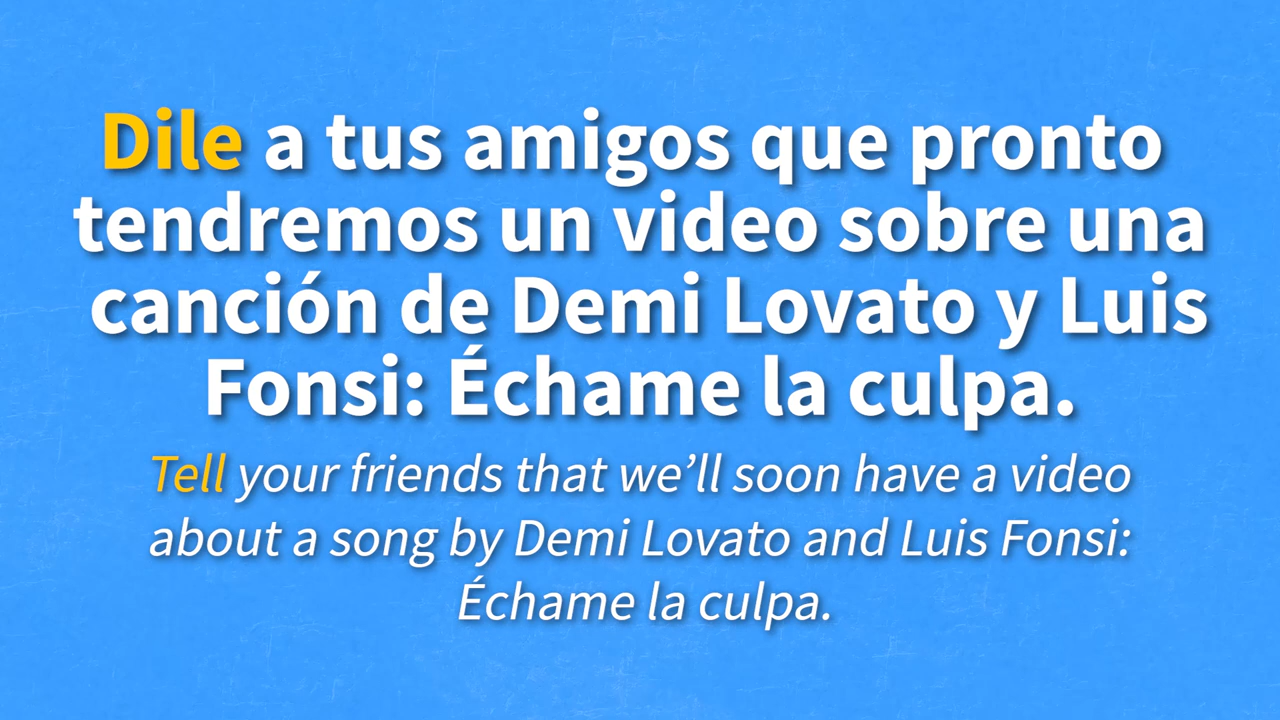 Dile a tus amigos que pronto
tendremos un video sobre una
canción de Demi Lovato y Luis
Fonsi: Échame la culpa.
Tell your friends that we’ll soon have a video
about a song by Demi Lovato and Luis Fonsi:
Échame la culpa.